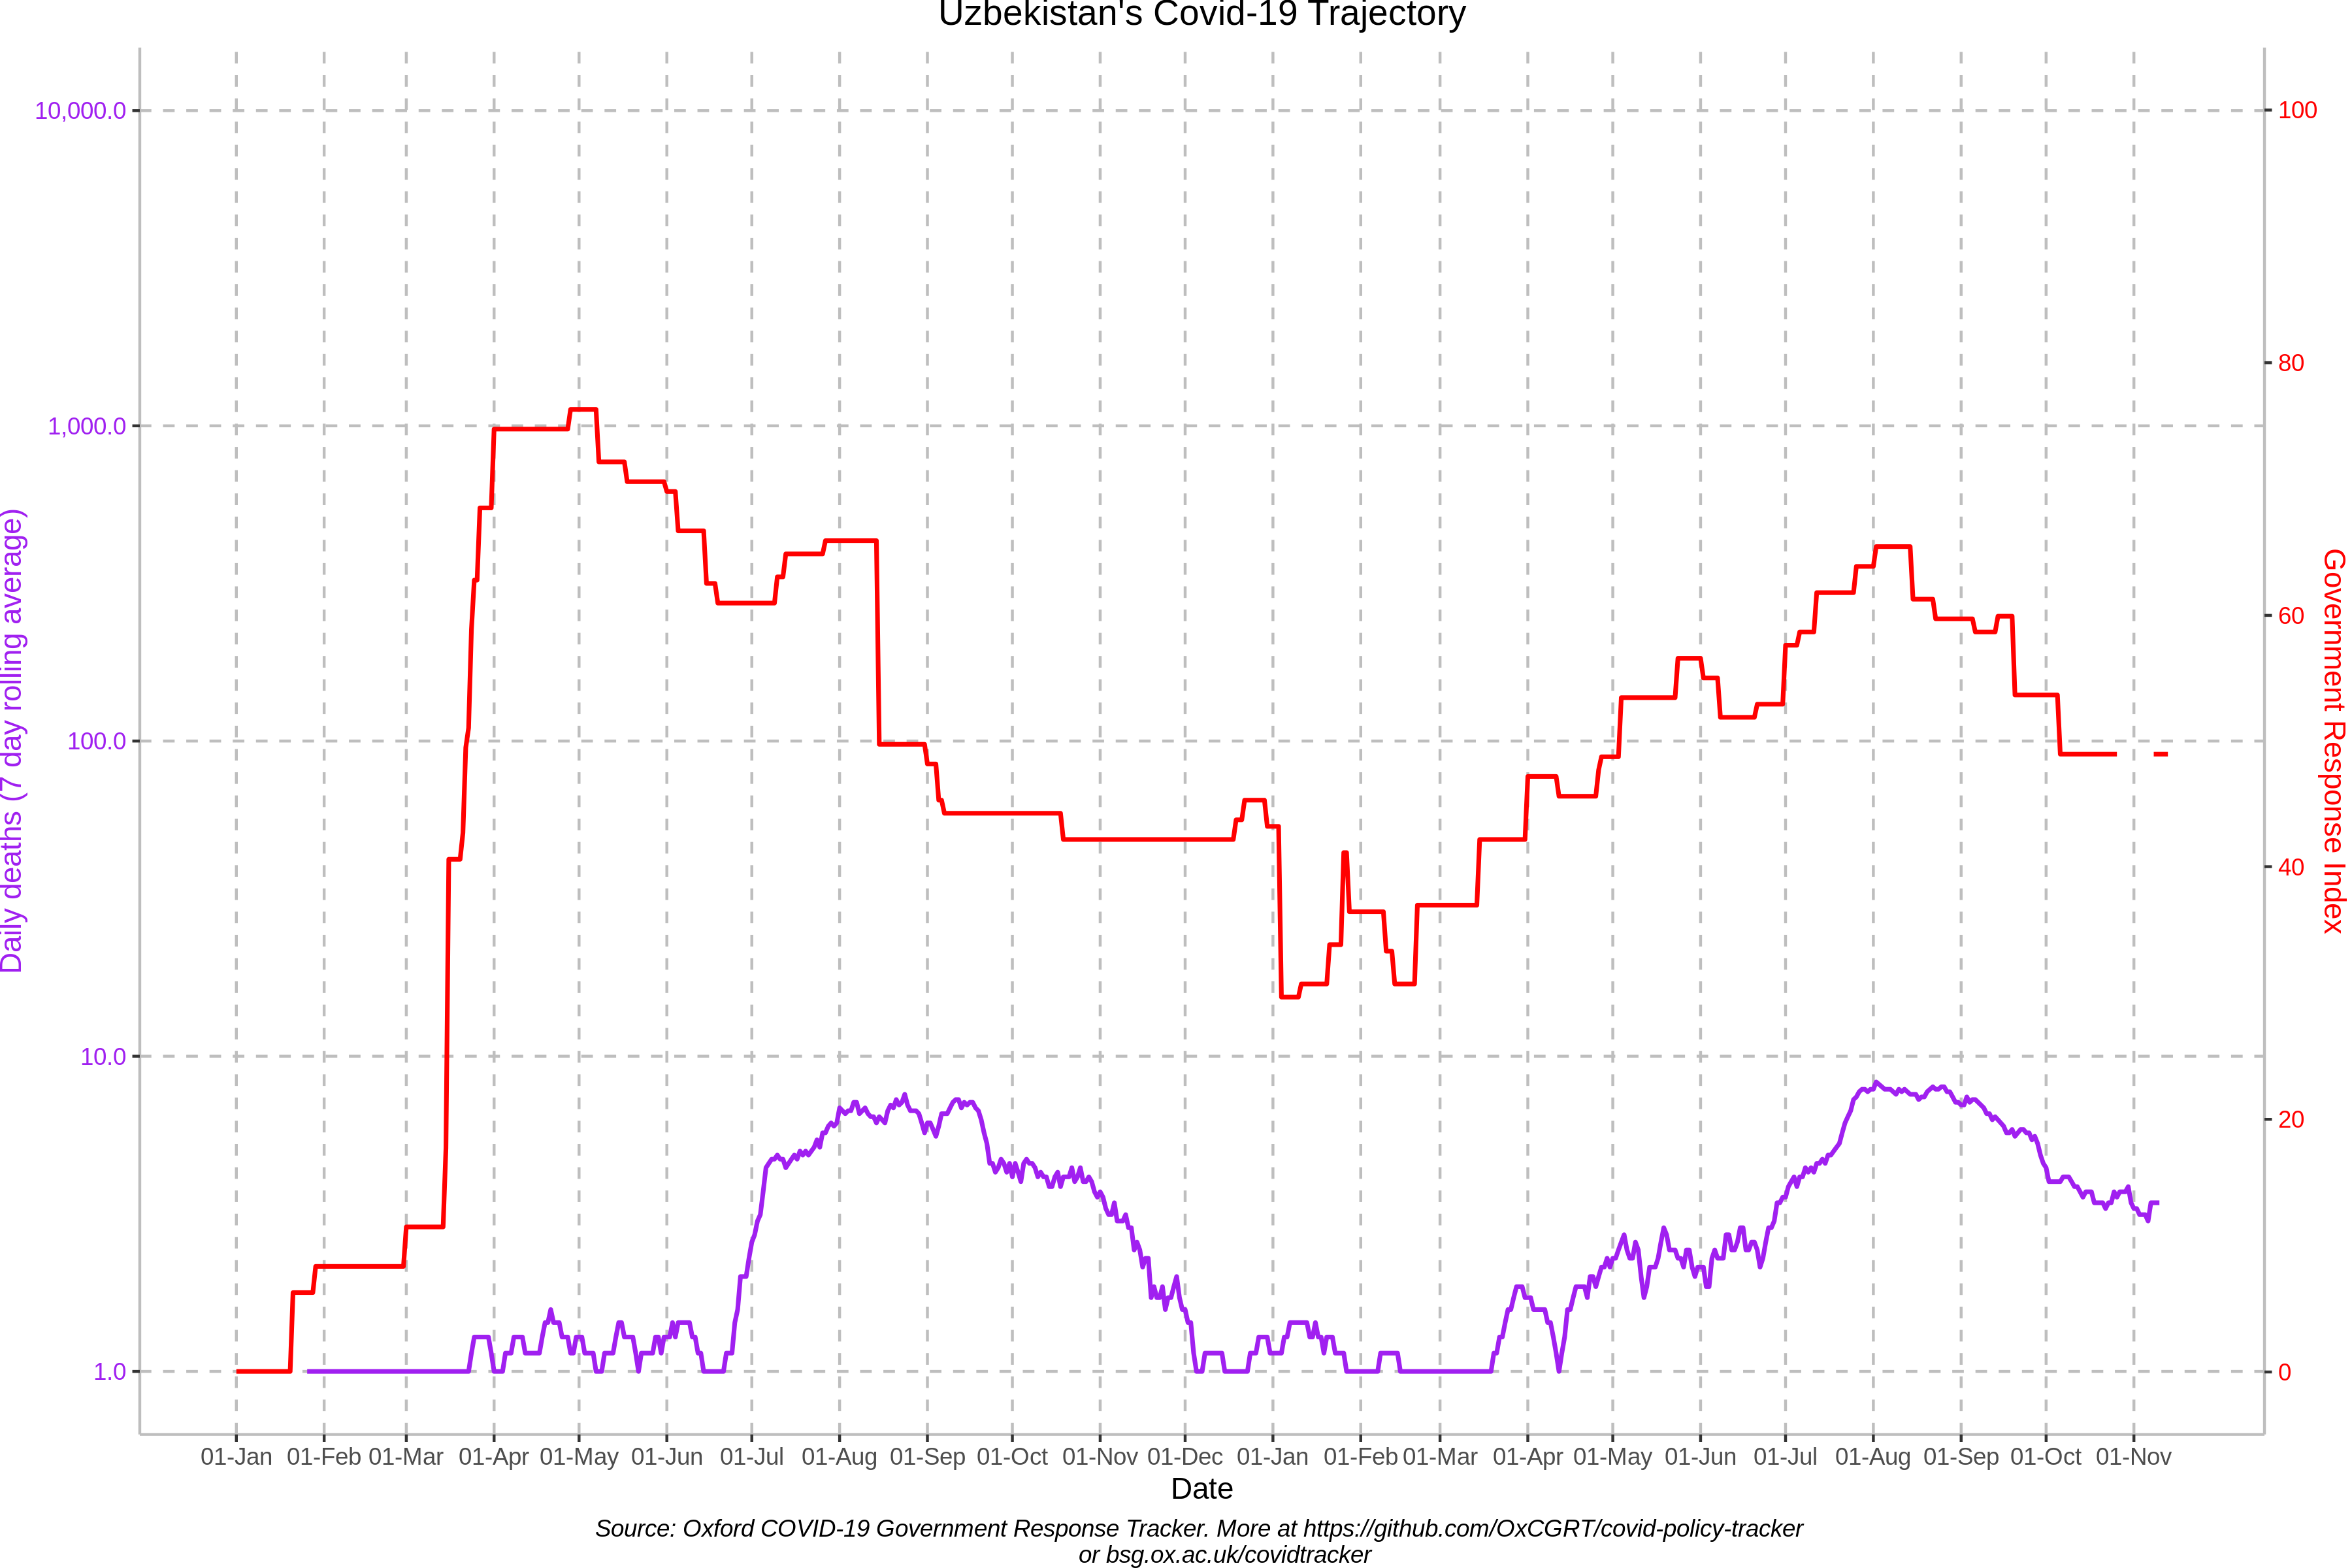 Uzbekistan's Covid-19 Trajectory
10,000.0
1,000.0
100.0
10.0
1.0
Daily deaths (7 day rolling average)
100
80
60
40
20
0
Government Response Index
01-Jan 01-Feb 01-Mar 01-Apr 01-May 01-Jun 01-Jul 01-Aug 01-Sep 01-Oct 01-Nov 01-Dec 01-Jan 01-Feb 01-Mar 01-Apr 01-May 01-Jun 01-Jul 01-Aug 01-Sep 01-Oct 01-Nov
Date
Source: Oxford COVID-19 Government Response Tracker. More at https://github.com/OxCGRT/covid-policy-tracker
or bsg.ox.ac.uk/covidtracker